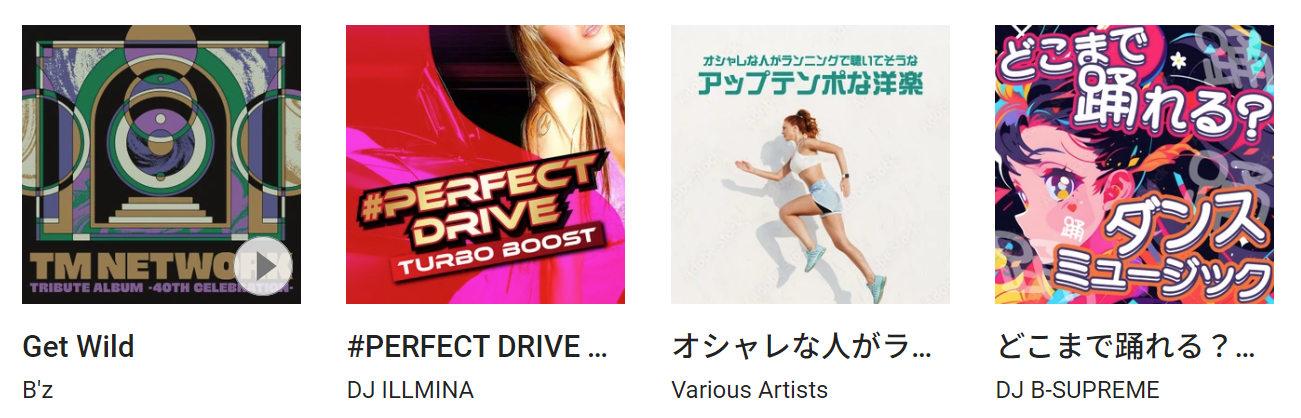 TM NETWORK
TRIBUTE ALBUM -40TH CELEBRATION-
Get Wild
B'z
#PERFECT
DRIVE
TURBO BOOST
#PERFECT DRIVE ...
DJ ILLMINA
オシャレな人がランニングで聴いてそうな
アップテンポな洋楽
オシャレな人がラ...
Various Artists
どこまで
踊れる?
踊
ダンス
ミュージック
どこまで踊れる？...
DJ B-SUPREME